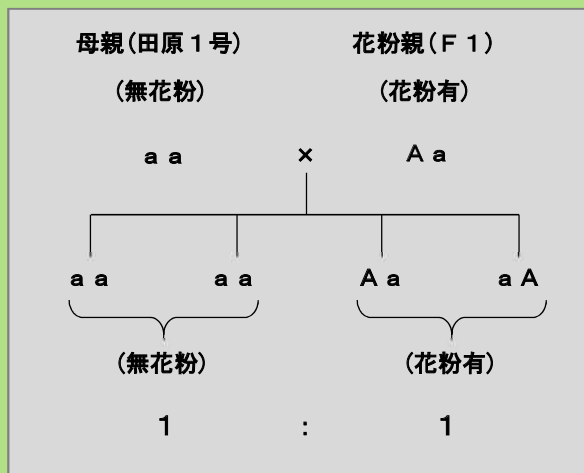 母親(田原1号) 花粉親(F1)
(無花粉) (花粉有)
aa × Aa
aa aa Aa aA
(無花粉) (花粉有)
1 : 1